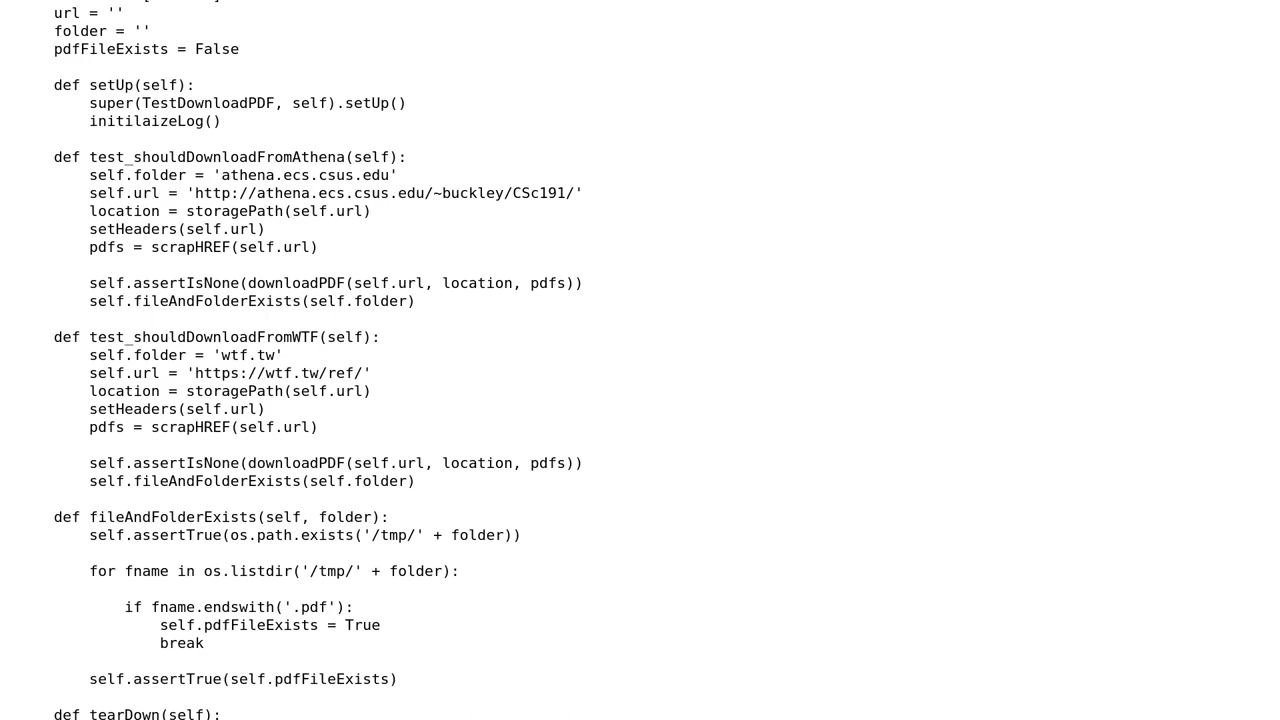 url = ''
folder = ''
pdfFileExists = False
def setUp(self):
super(TestDownloadPDF, self).setUp()
initilaizeLog()
def test_shouldDownloadFromAthena(self):
self.folder = 'athena.ecs.csus.edu'
self.url = 'http://athena.ecs.csus.edu/~buckley/CSc191/'
location = storagePath(self.url)
setHeaders(self.url)
pdfs = scrapHREF(self.url)
self.assertIsNone(downloadPDF(self.url, location, pdfs))
self.fileAndFolderExists(self.folder)
def test_shouldDownloadFromWTF(self):
self.folder = 'wtf.tw'
self.url = 'https://wtf.tw/ref/'
location = storagePath(self.url)
setHeaders(self.url)
pdfs = scrapHREF(self.url)
self.assertIsNone(downloadPDF(self.url, location, pdfs))
self.fileAndFolderExists(self.folder)
def fileAndFolderExists(self, folder):
self.assertTrue(os.path.exists('/tmp/' + folder))
for fname in os.listdir('/tmp/' + folder):
if fname.endswith('.pdf'):
self.pdfFileExists = True
break
self.assertTrue(self.pdfFileExists)
def tearDown(self):